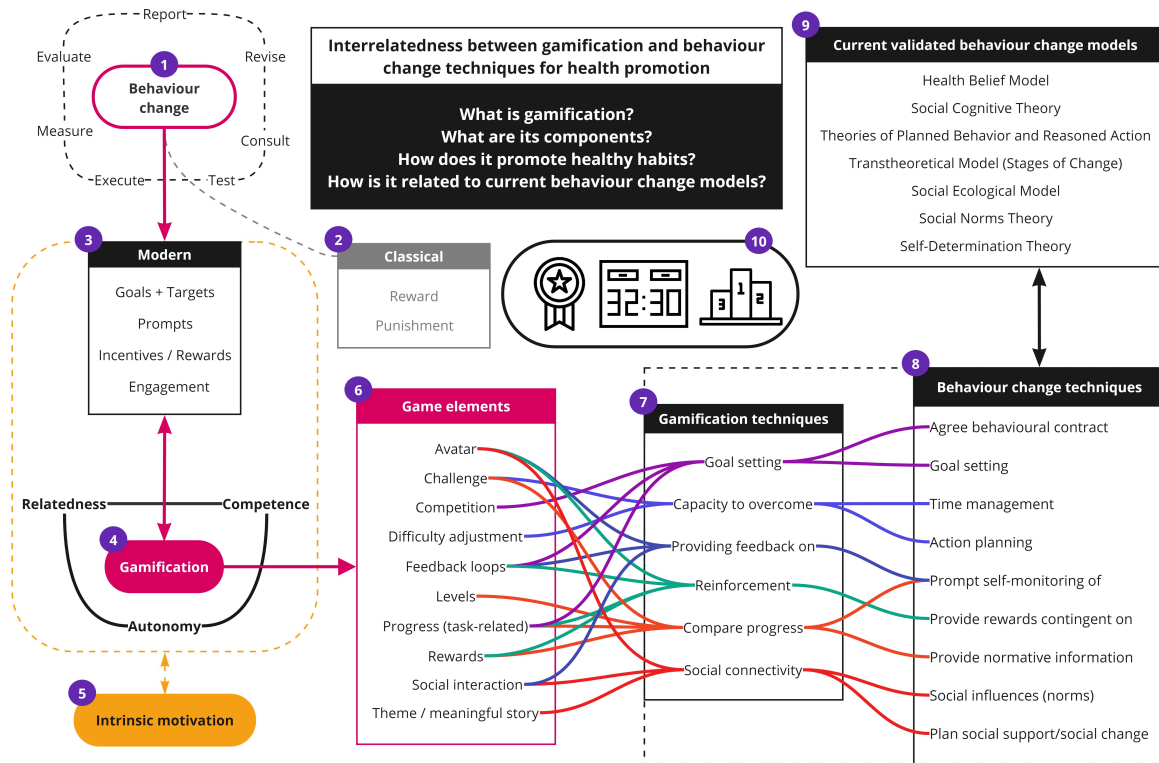 Report
Evaluate
Revise
1
Behaviour
change
Measure
Consult
Execute
Test
Interrelatedness between gamification and behaviour
change techniques for health promotion
What is gamification?
What are its components?
How does it promote healthy habits?
How is it related to current behaviour change models?
9
Current validated behaviour change models
Health Belief Model
Social Cognitive Theory
Theories of Planned Behavior and Reasoned Action
Transtheoretical Model (Stages of Change)
Social Ecological Model
Social Norms Theory
Self-Determination Theory
3
Modern
Goals + Targets
Prompts
Incentives / Rewards
Engagement
2
Classical
Reward
Punishment
10
32:30
1
3
2
Relatedness
Competence
4
Gamification
Autonomy
5
Intrinsic motivation
6
Game elements
Avatar
Challenge
Competition
Difficulty adjustment
Feedback loops
Levels
Progress (task-related)
Rewards
Social interaction
Theme / meaningful story
7
Gamification techniques
Goal setting
Capacity to overcome
Providing feedback on
Reinforcement
Compare progress
Social connectivity
8
Behaviour change techniques
Agree behavioural contract
Goal setting
Time management
Action planning
Prompt self-monitoring of
Provide rewards contingent on
Provide normative information
Social influences (norms)
Plan social support/social change